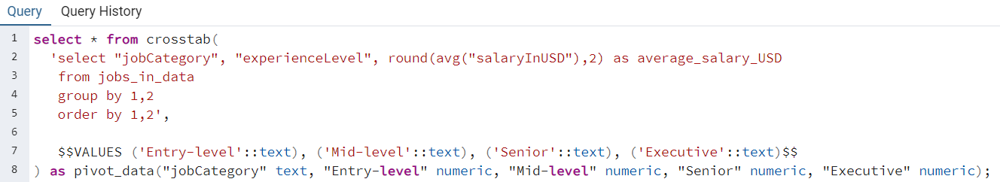 Query Query History
1 select * from crosstab(
2 'select "jobCategory", "experienceLevel", round(avg("salaryInUSD"),2) as average_salary_USD
3 from jobs_in_data
4 group by 1,2
5 order by 1,2',
6
7 $$VALUES ('Entry-level'::text), ('Mid-level'::text), ('Senior'::text), ('Executive'::text)$$
8 ) as pivot_data("jobCategory" text, "Entry-level" numeric, "Mid-level" numeric, "Senior" numeric, "Executive" numeric);